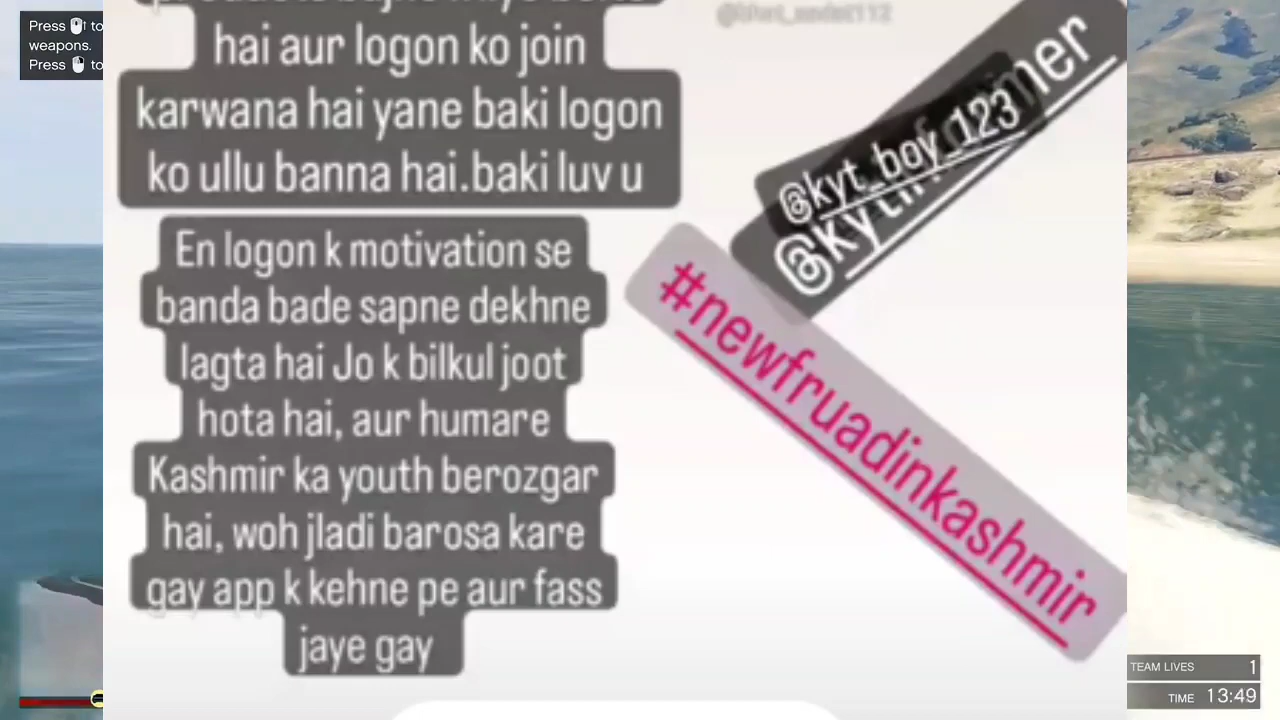 Press to
weapons.
Press to
hai aur logon ko join
karwana hai yane baki logon
ko ullu banna hai.baki luv u
En logon k motivation se
banda bade sapne dekhne
lagta hai Jo k bilkul joot
hota hai, aur humare
Kashmir ka youth berozgar
hai, woh jladi barosa kare
gay app k kehne pe aur fass
jaye gay
@kyt_boy_123
#newfruadinkashmir
TEAM LIVES 1
TIME 13:49